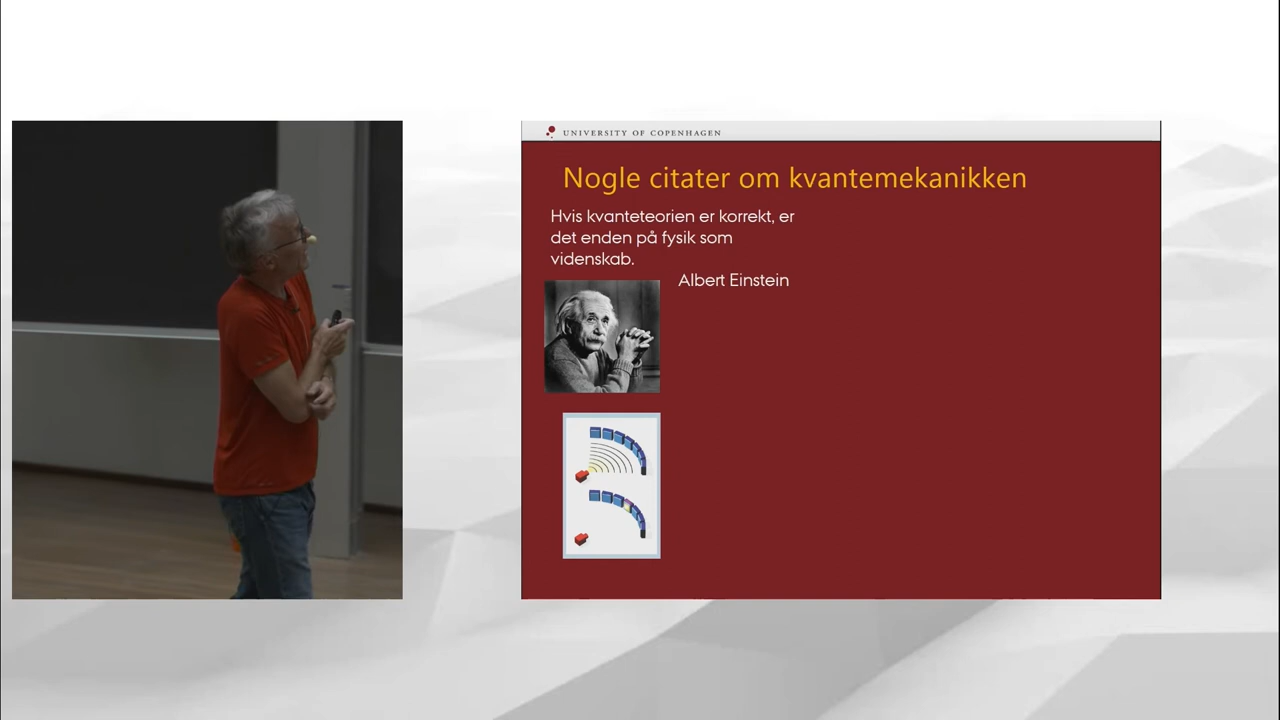 UNIVERSITY OF COPENHAGEN
Nogle citater om kvantemekanikken
Hvis kvanteteorien er korrekt, er
det enden på fysik som
videnskab.
Albert Einstein